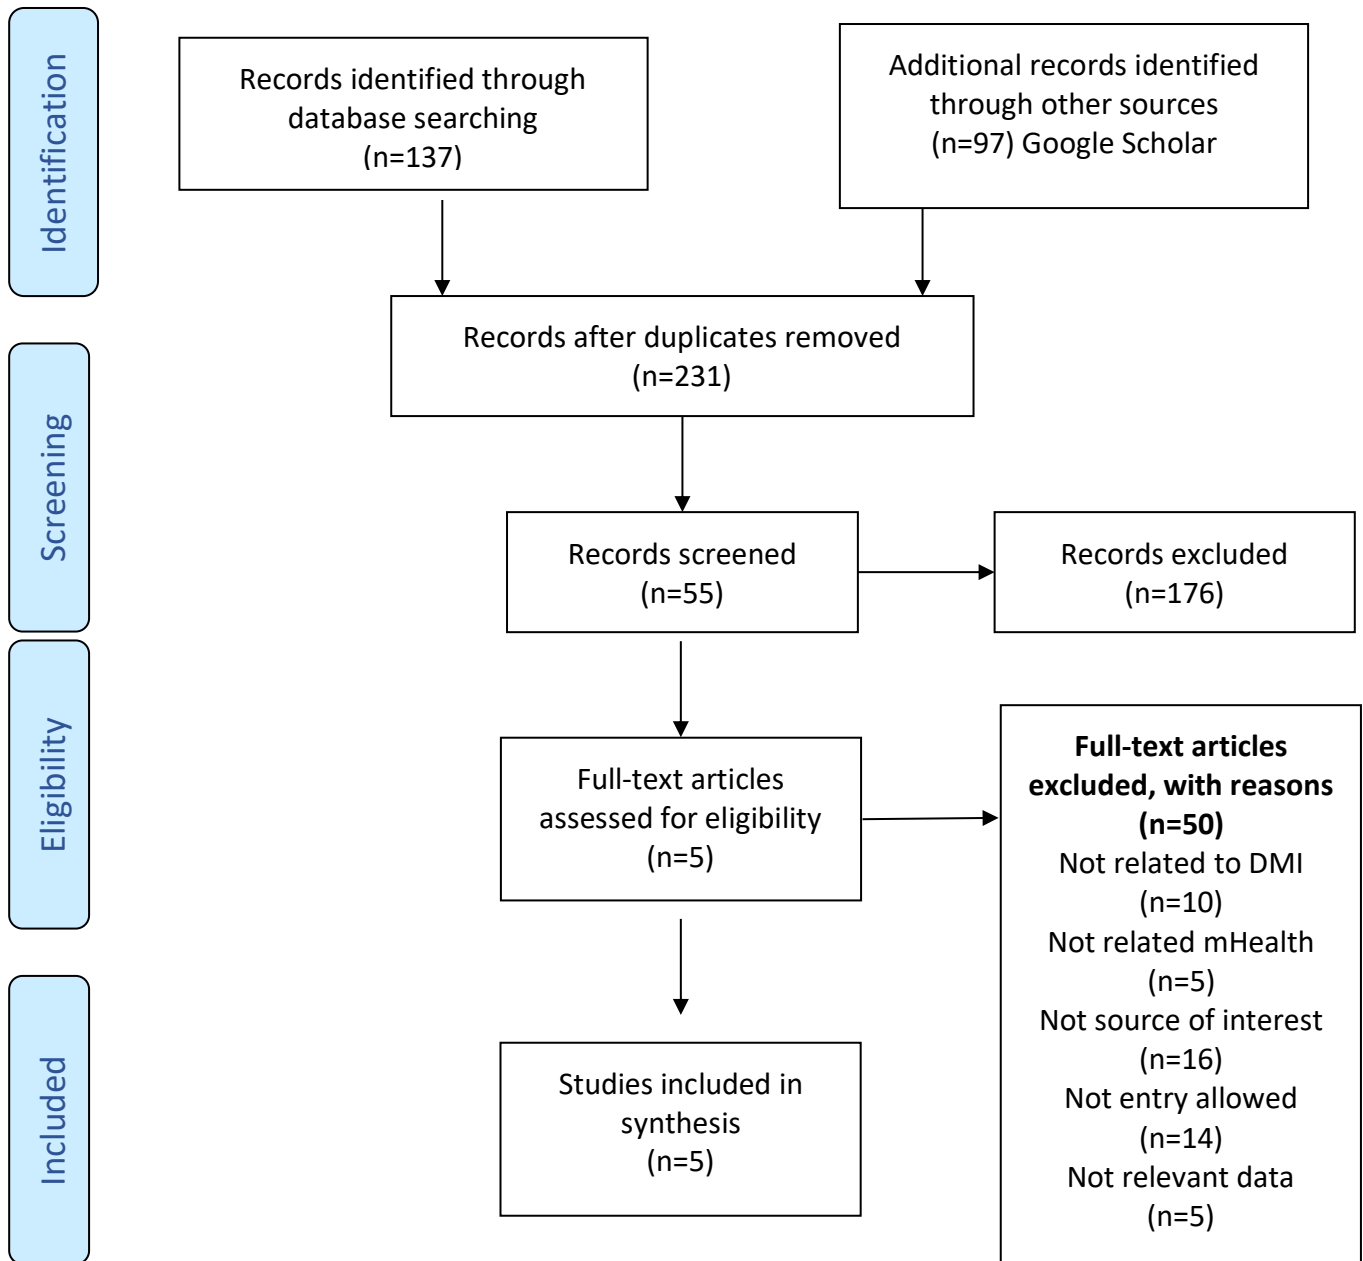 Identification
Records identified through
database searching
(n=137)
Additional records identified
through other sources
(n=97) Google Scholar
Records after duplicates removed
(n=231)
Screening
Records screened
(n=55)
Records excluded
(n=176)
Eligibility
Full-text articles
assessed for eligibility
(n=5)
Full-text articles
excluded, with reasons
(n=50)
Not related to DMI
(n=10)
Not related mHealth
(n=5)
Not source of interest
(n=16)
Not entry allowed
(n=14)
Not relevant data
(n=5)
Included
Studies included in
synthesis
(n=5)